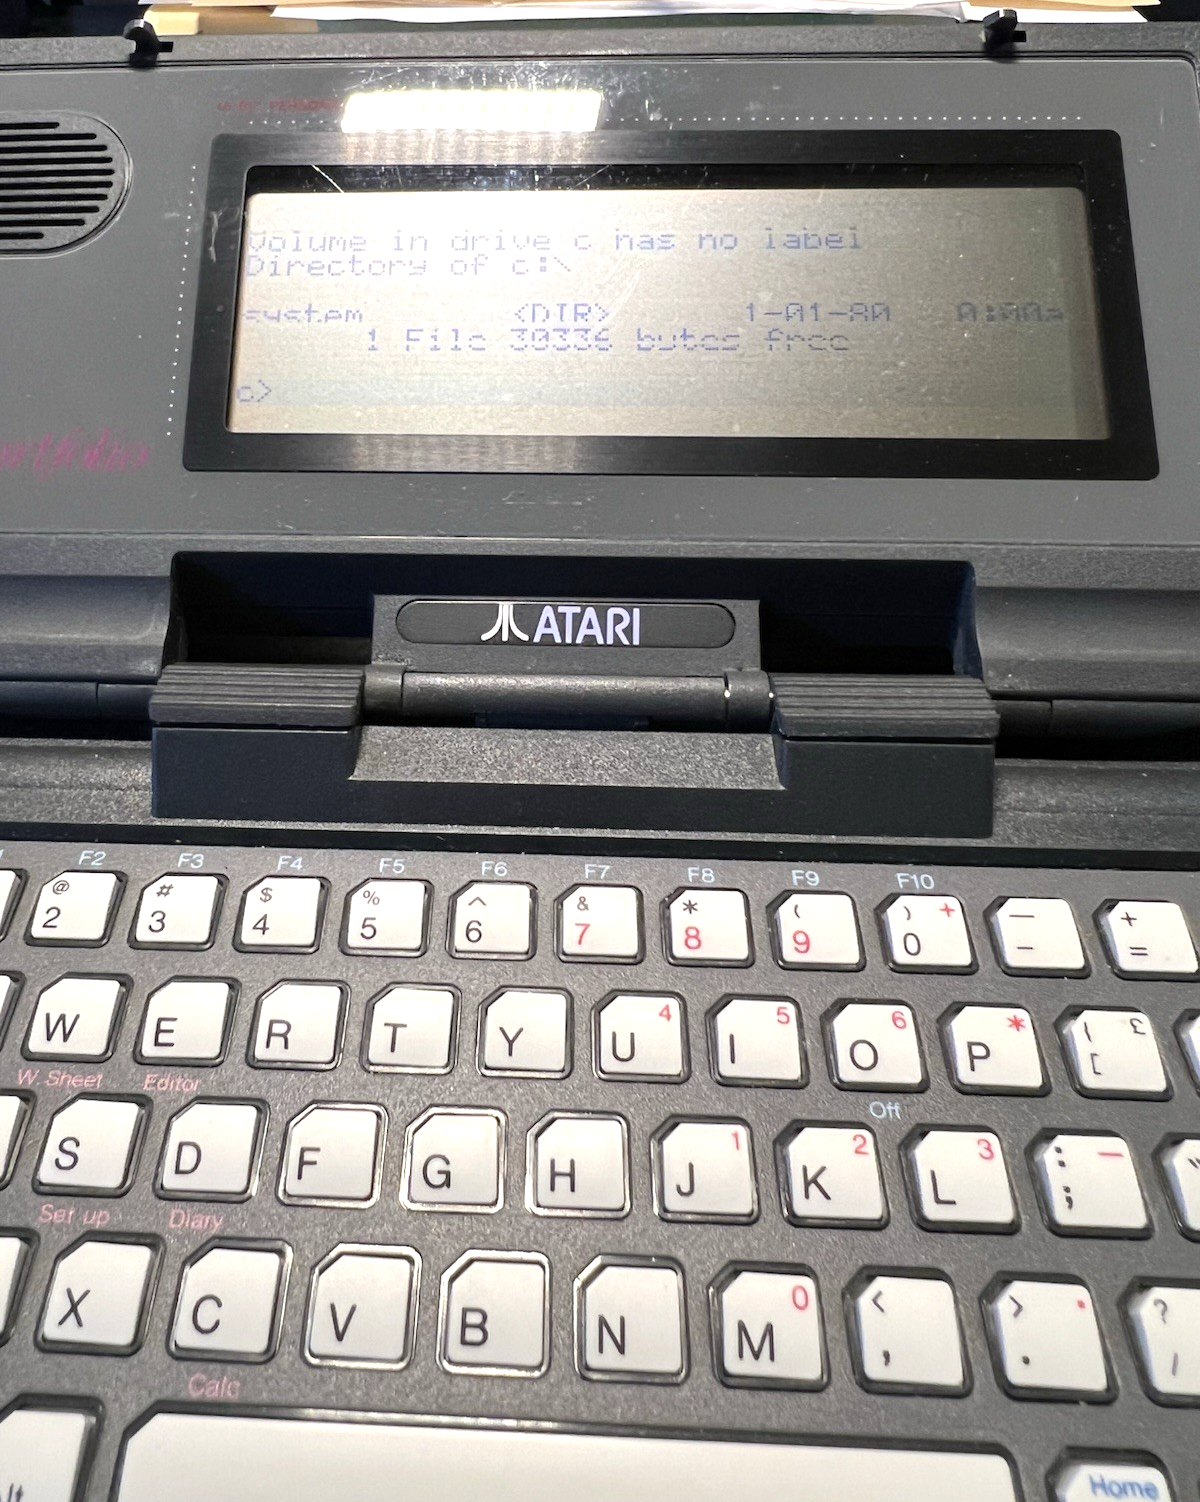 Volume in drive c has no label
Directory of c:\
system <DIR> 1-01-80 0:00a
1 File 30336 bytes free
c>
ATARI
F2 F3 F4 F5 F6 F7 F8 F9 F10
@ # $ % ^ & * ( ) + — +
2 3 4 5 6 7 8 9 0 - =
4 5 6 * { £
W E R T Y U I O P [
W.Sheet Editor Off
1 2 3 : —
S D F G H J K L ;
Set up Diary
0 < > . ?
X C V B N M , . /
Calc
Home